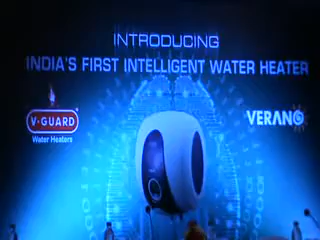 INTRODUCING
INDIA'S FIRST INTELLIGENT WATER HEATER
V-GUARD
Water Heaters
VERANO